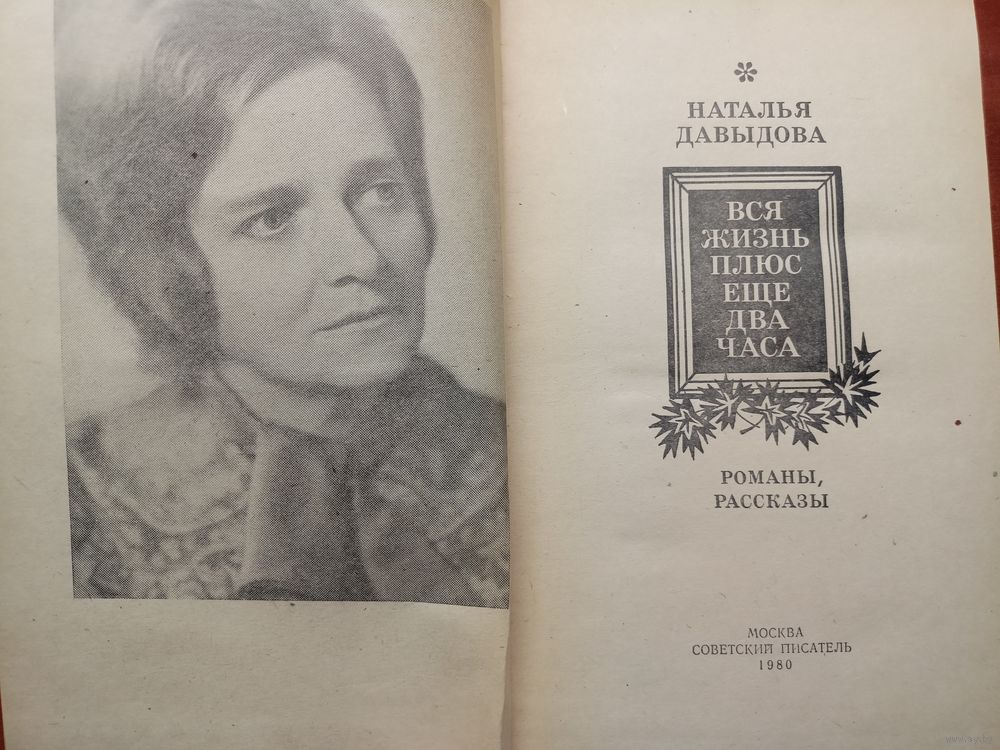 НАТАЛЬЯ
ДАВЫДОВА
ВСЯ
ЖИЗНЬ
ПЛЮС
ЕЩЕ
ДВА
ЧАСА
РОМАНЫ,
РАССКАЗЫ
МОСКВА
СОВЕТСКИЙ ПИСАТЕЛЬ
1980